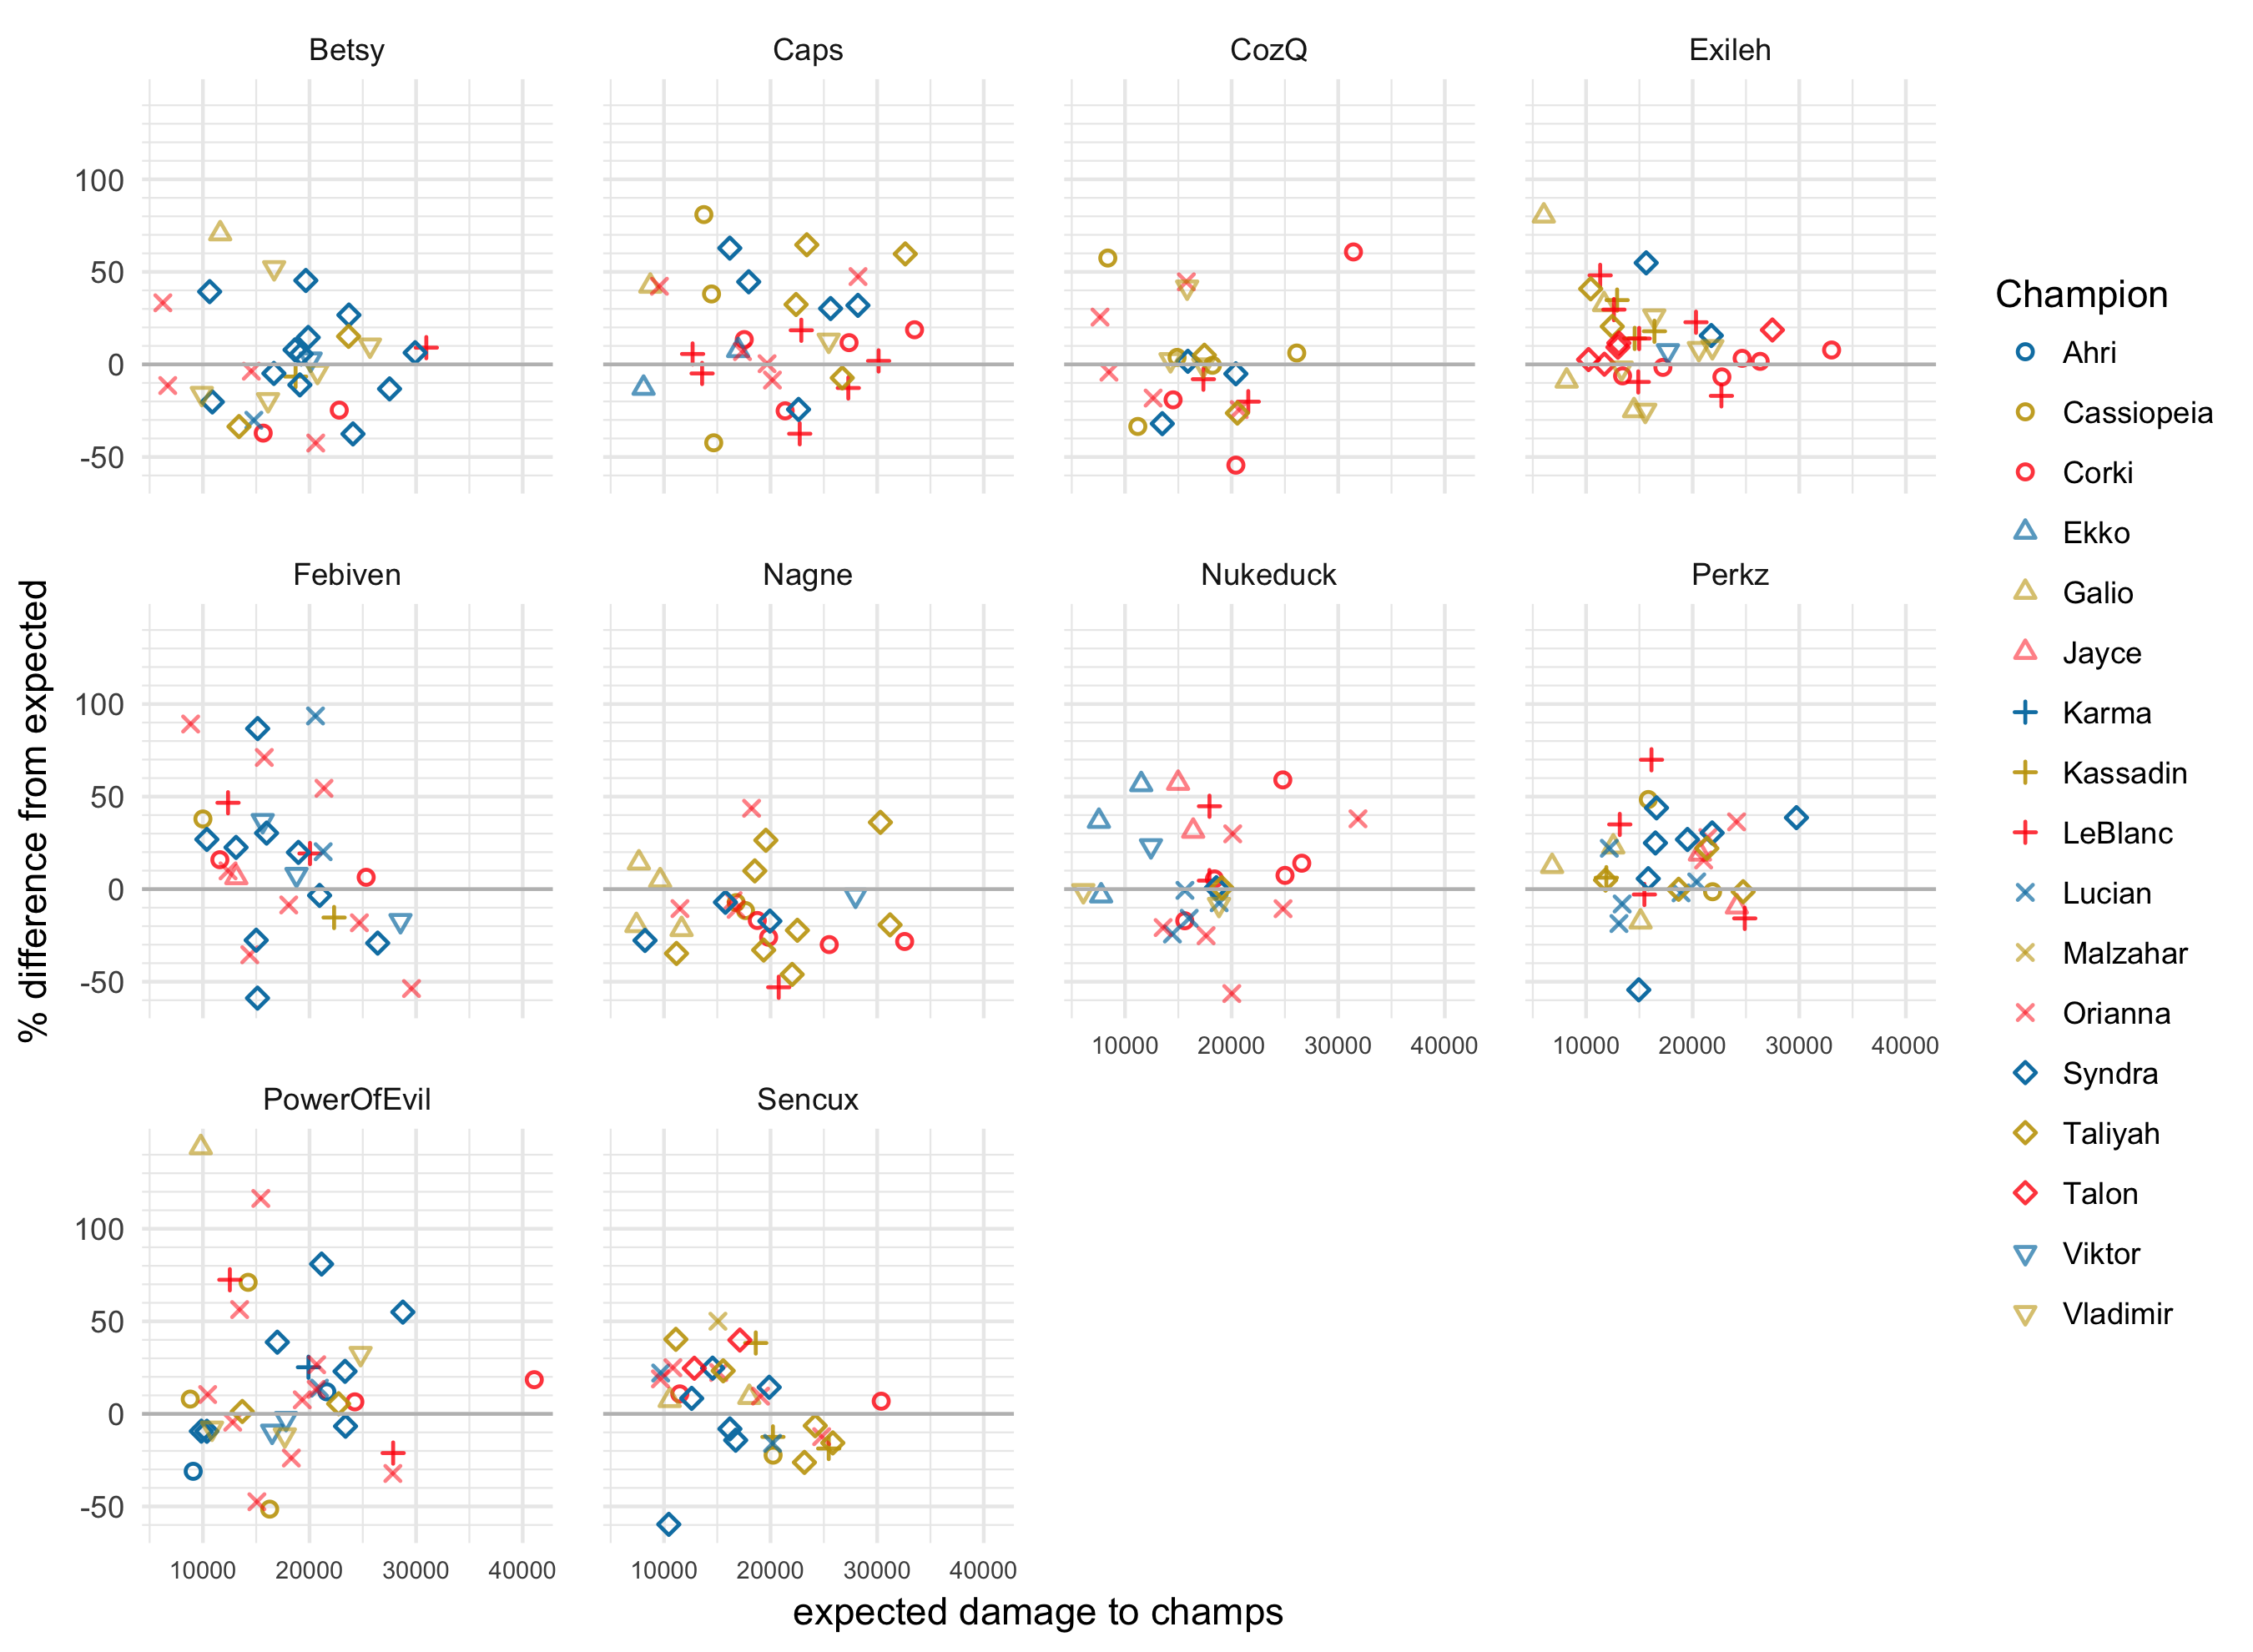 Betsy Caps CozQ Exileh
100
50
0
-50
Febiven Nagne Nukeduck Perkz
100
50
0
-50
10000 20000 30000 40000 10000 20000 30000 40000
PowerOfEvil Sencux
100
50
0
-50
10000 20000 30000 40000 10000 20000 30000 40000
expected damage to champs
% difference from expected
Champion
Ahri
Cassiopeia
Corki
Ekko
Galio
Jayce
Karma
Kassadin
LeBlanc
Lucian
Malzahar
Orianna
Syndra
Taliyah
Talon
Viktor
Vladimir